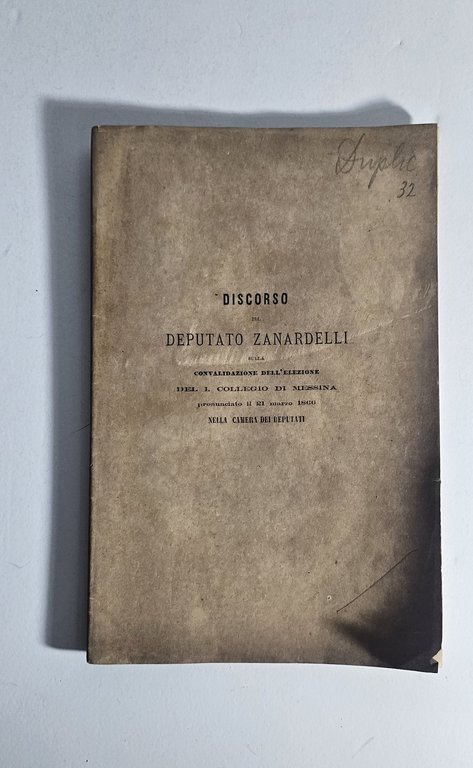 Duplic
32
DISCORSO
DEL
DEPUTATO ZANARDELLI
SULLA
CONVALIDAZIONE DELL'ELEZIONE
DEL I. COLLEGIO DI MESSINA
pronunciato il 21 marzo 1866
NELLA CAMERA DEI DEPUTATI